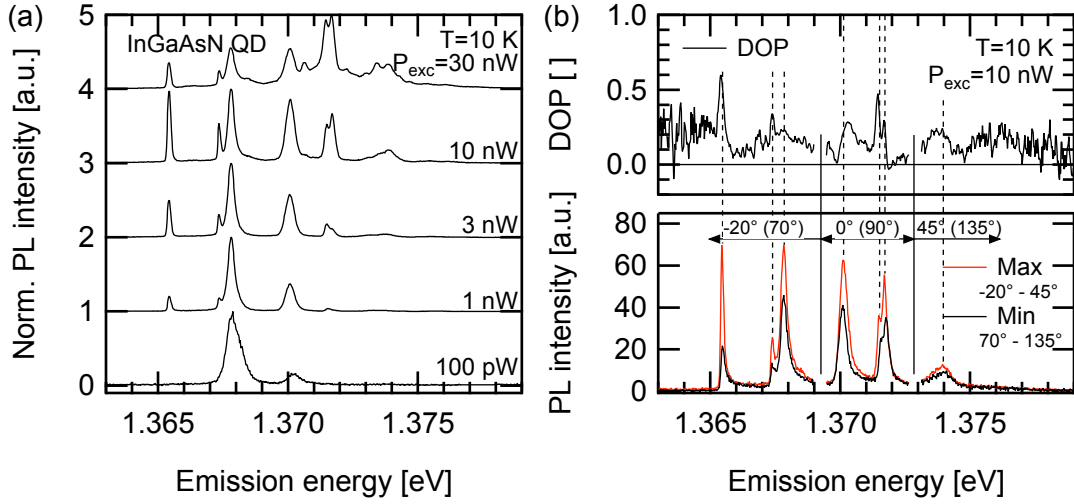 (a)
5
4
3
2
1
0
Norm. PL intensity [a.u.]
InGaAsN QD
T=10 K
P_exc=30 nW
10 nW
3 nW
1 nW
100 pW
1.365 1.370 1.375
Emission energy [eV]
(b)
1.0
0.5
0.0
DOP [ ]
DOP
T=10 K
P_exc=10 nW
80
60
40
20
0
PL intensity [a.u.]
-20° (70°) 0° (90°) 45° (135°)
Max
-20° - 45°
Min
70° - 135°
1.365 1.370 1.375
Emission energy [eV]